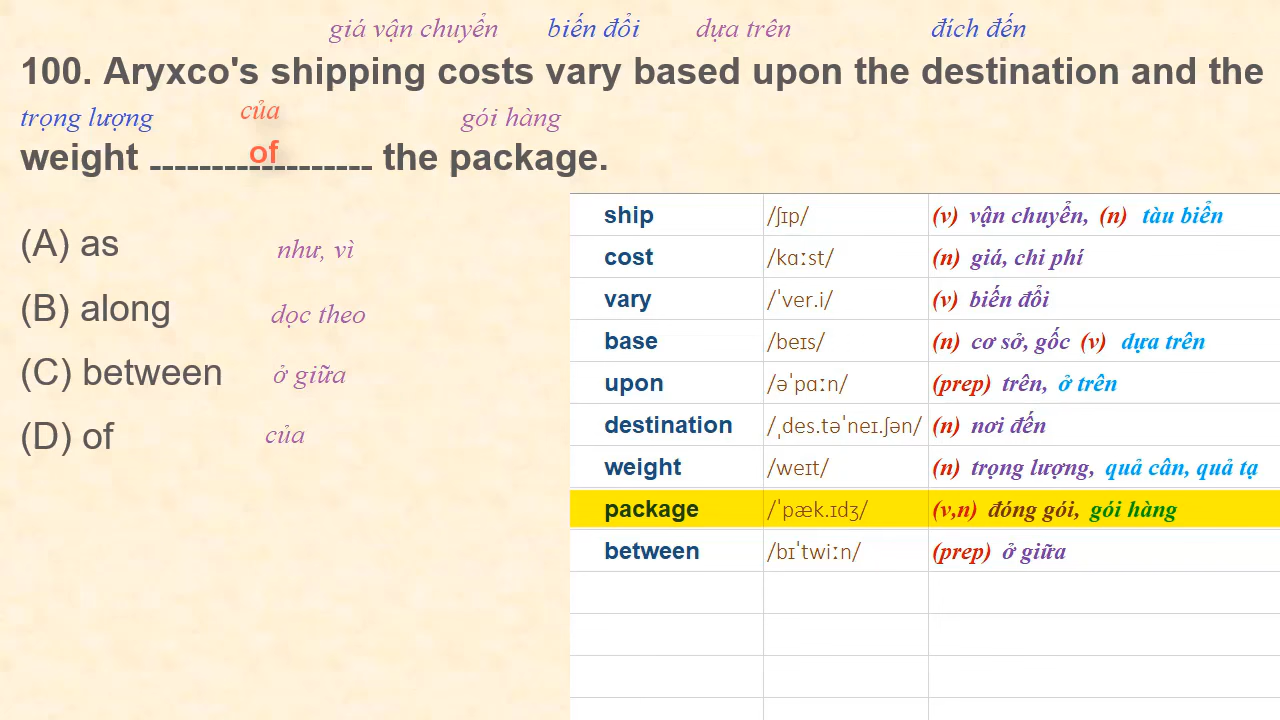 giá vận chuyển biến đổi dựa trên đích đến
100. Aryxco's shipping costs vary based upon the destination and the
trọng lượng của gói hàng
weight __________________ the package.
of
(A) as như, vì
(B) along dọc theo
(C) between ở giữa
(D) of của
ship /ʃɪp/ (v) vận chuyển, (n) tàu biển
cost /kɑːst/ (n) giá, chi phí
vary /ˈver.i/ (v) biến đổi
base /beɪs/ (n) cơ sở, gốc (v) dựa trên
upon /əˈpɑːn/ (prep) trên, ở trên
destination /ˌdes.təˈneɪ.ʃən/ (n) nơi đến
weight /weɪt/ (n) trọng lượng, quả cân, quả tạ
package /ˈpæk.ɪdʒ/ (v,n) đóng gói, gói hàng
between /bɪˈtwiːn/ (prep) ở giữa